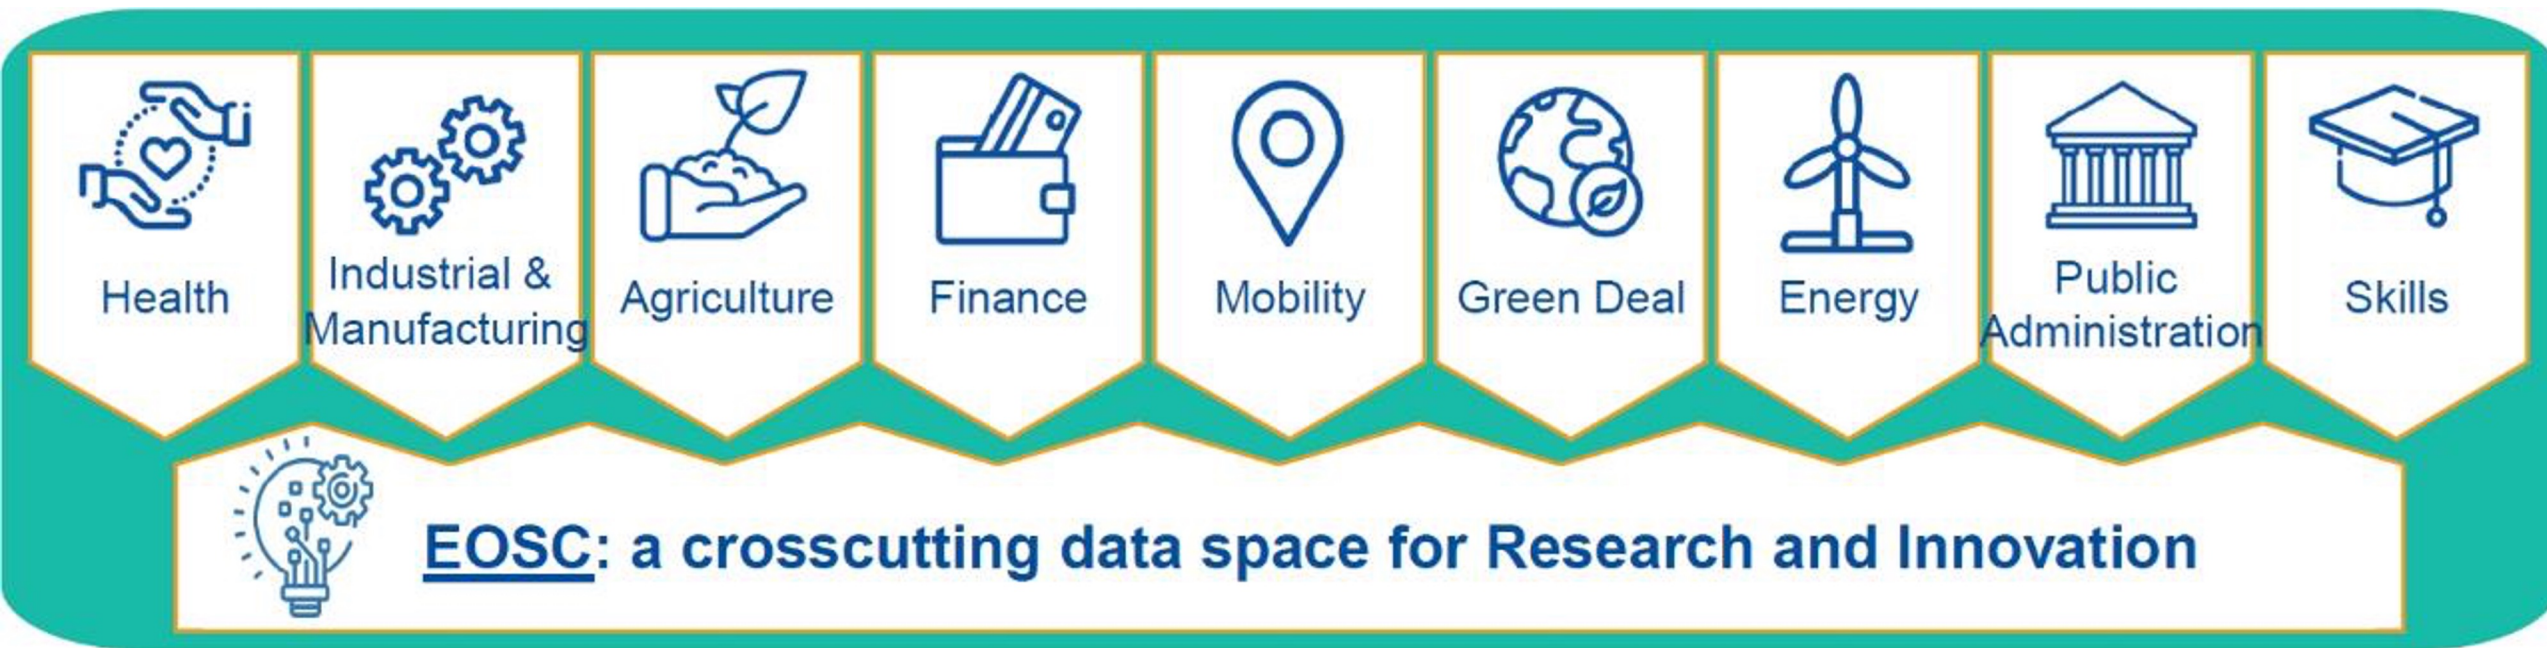 Health
Industrial &
Manufacturing
Agriculture
Finance
Mobility
Green Deal
Energy
Public
Administration
Skills
EOSC: a crosscutting data space for Research and Innovation